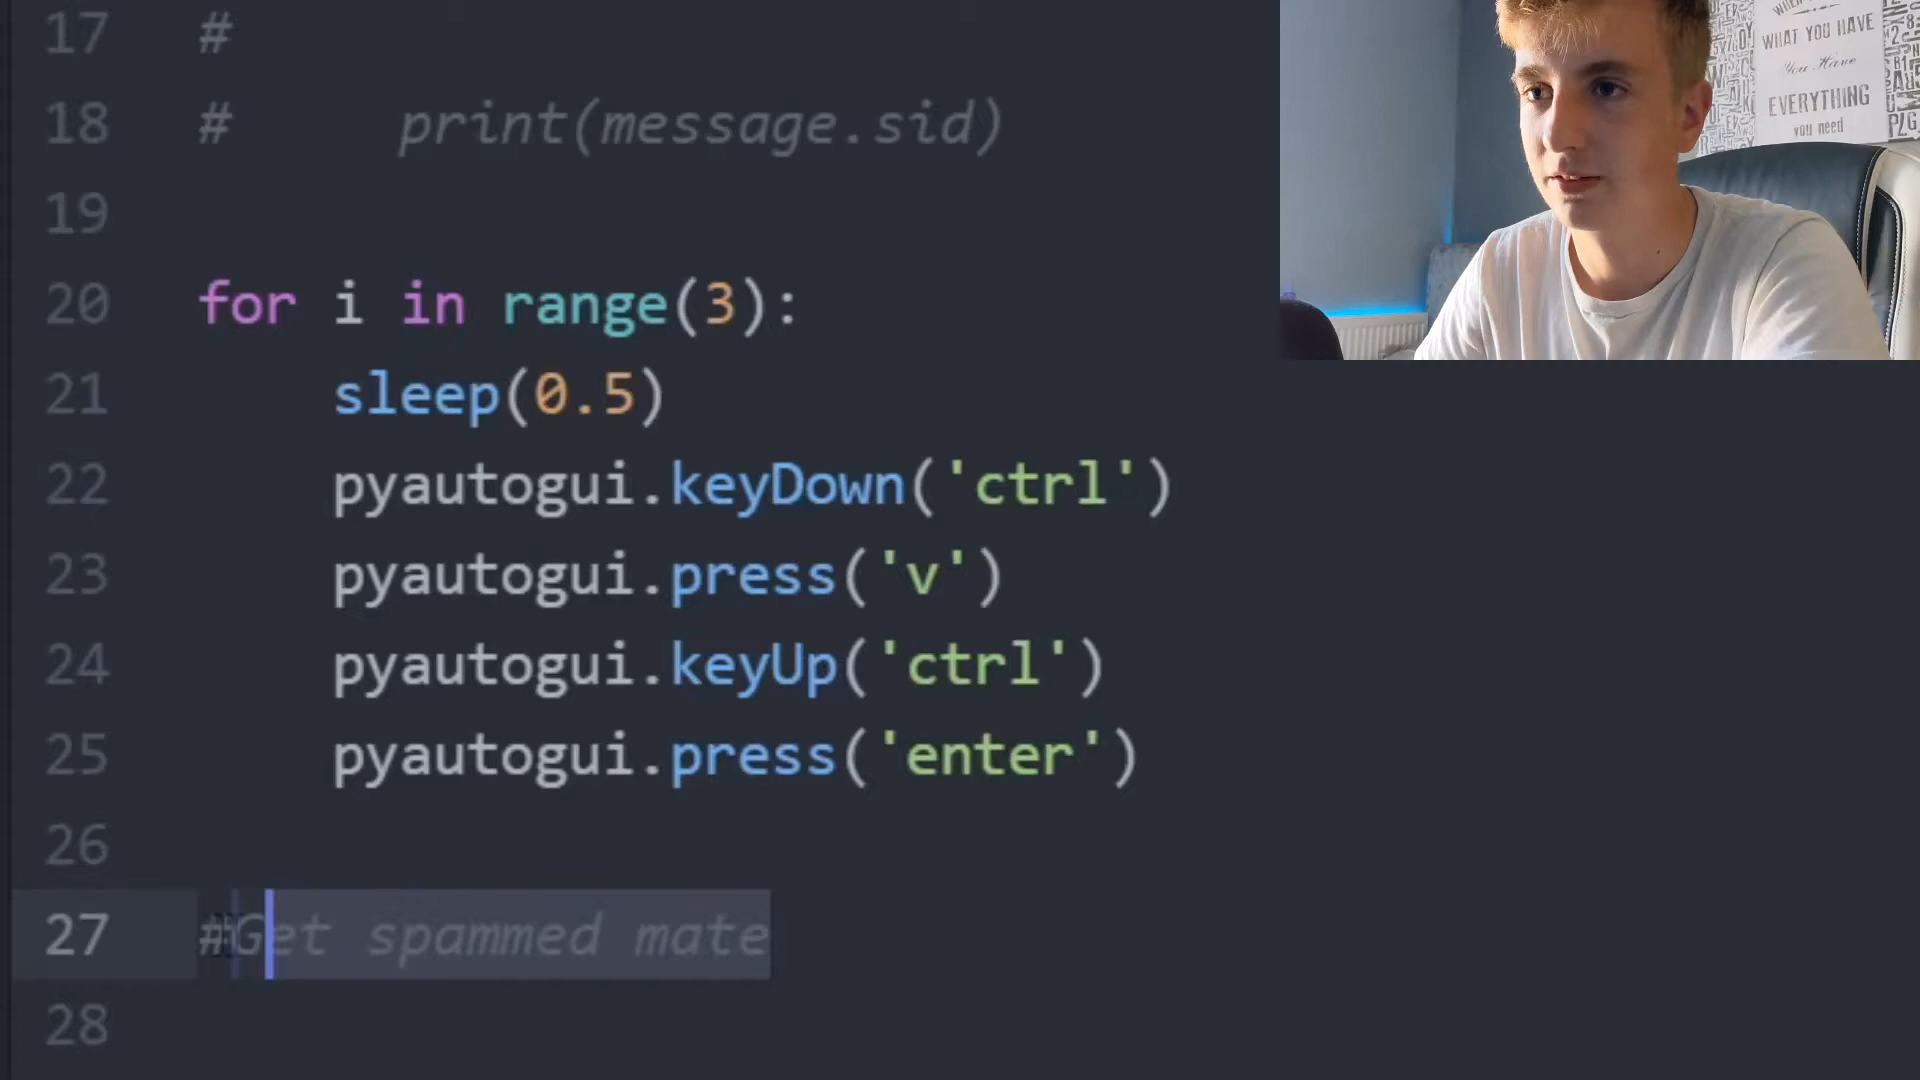 17 #
18 #     print(message.sid)
19
20 for i in range(3):
21     sleep(0.5)
22     pyautogui.keyDown('ctrl')
23     pyautogui.press('v')
24     pyautogui.keyUp('ctrl')
25     pyautogui.press('enter')
26
27 #Get spammed mate
28
WHAT YOU HAVE
You Have
EVERYTHING
you need